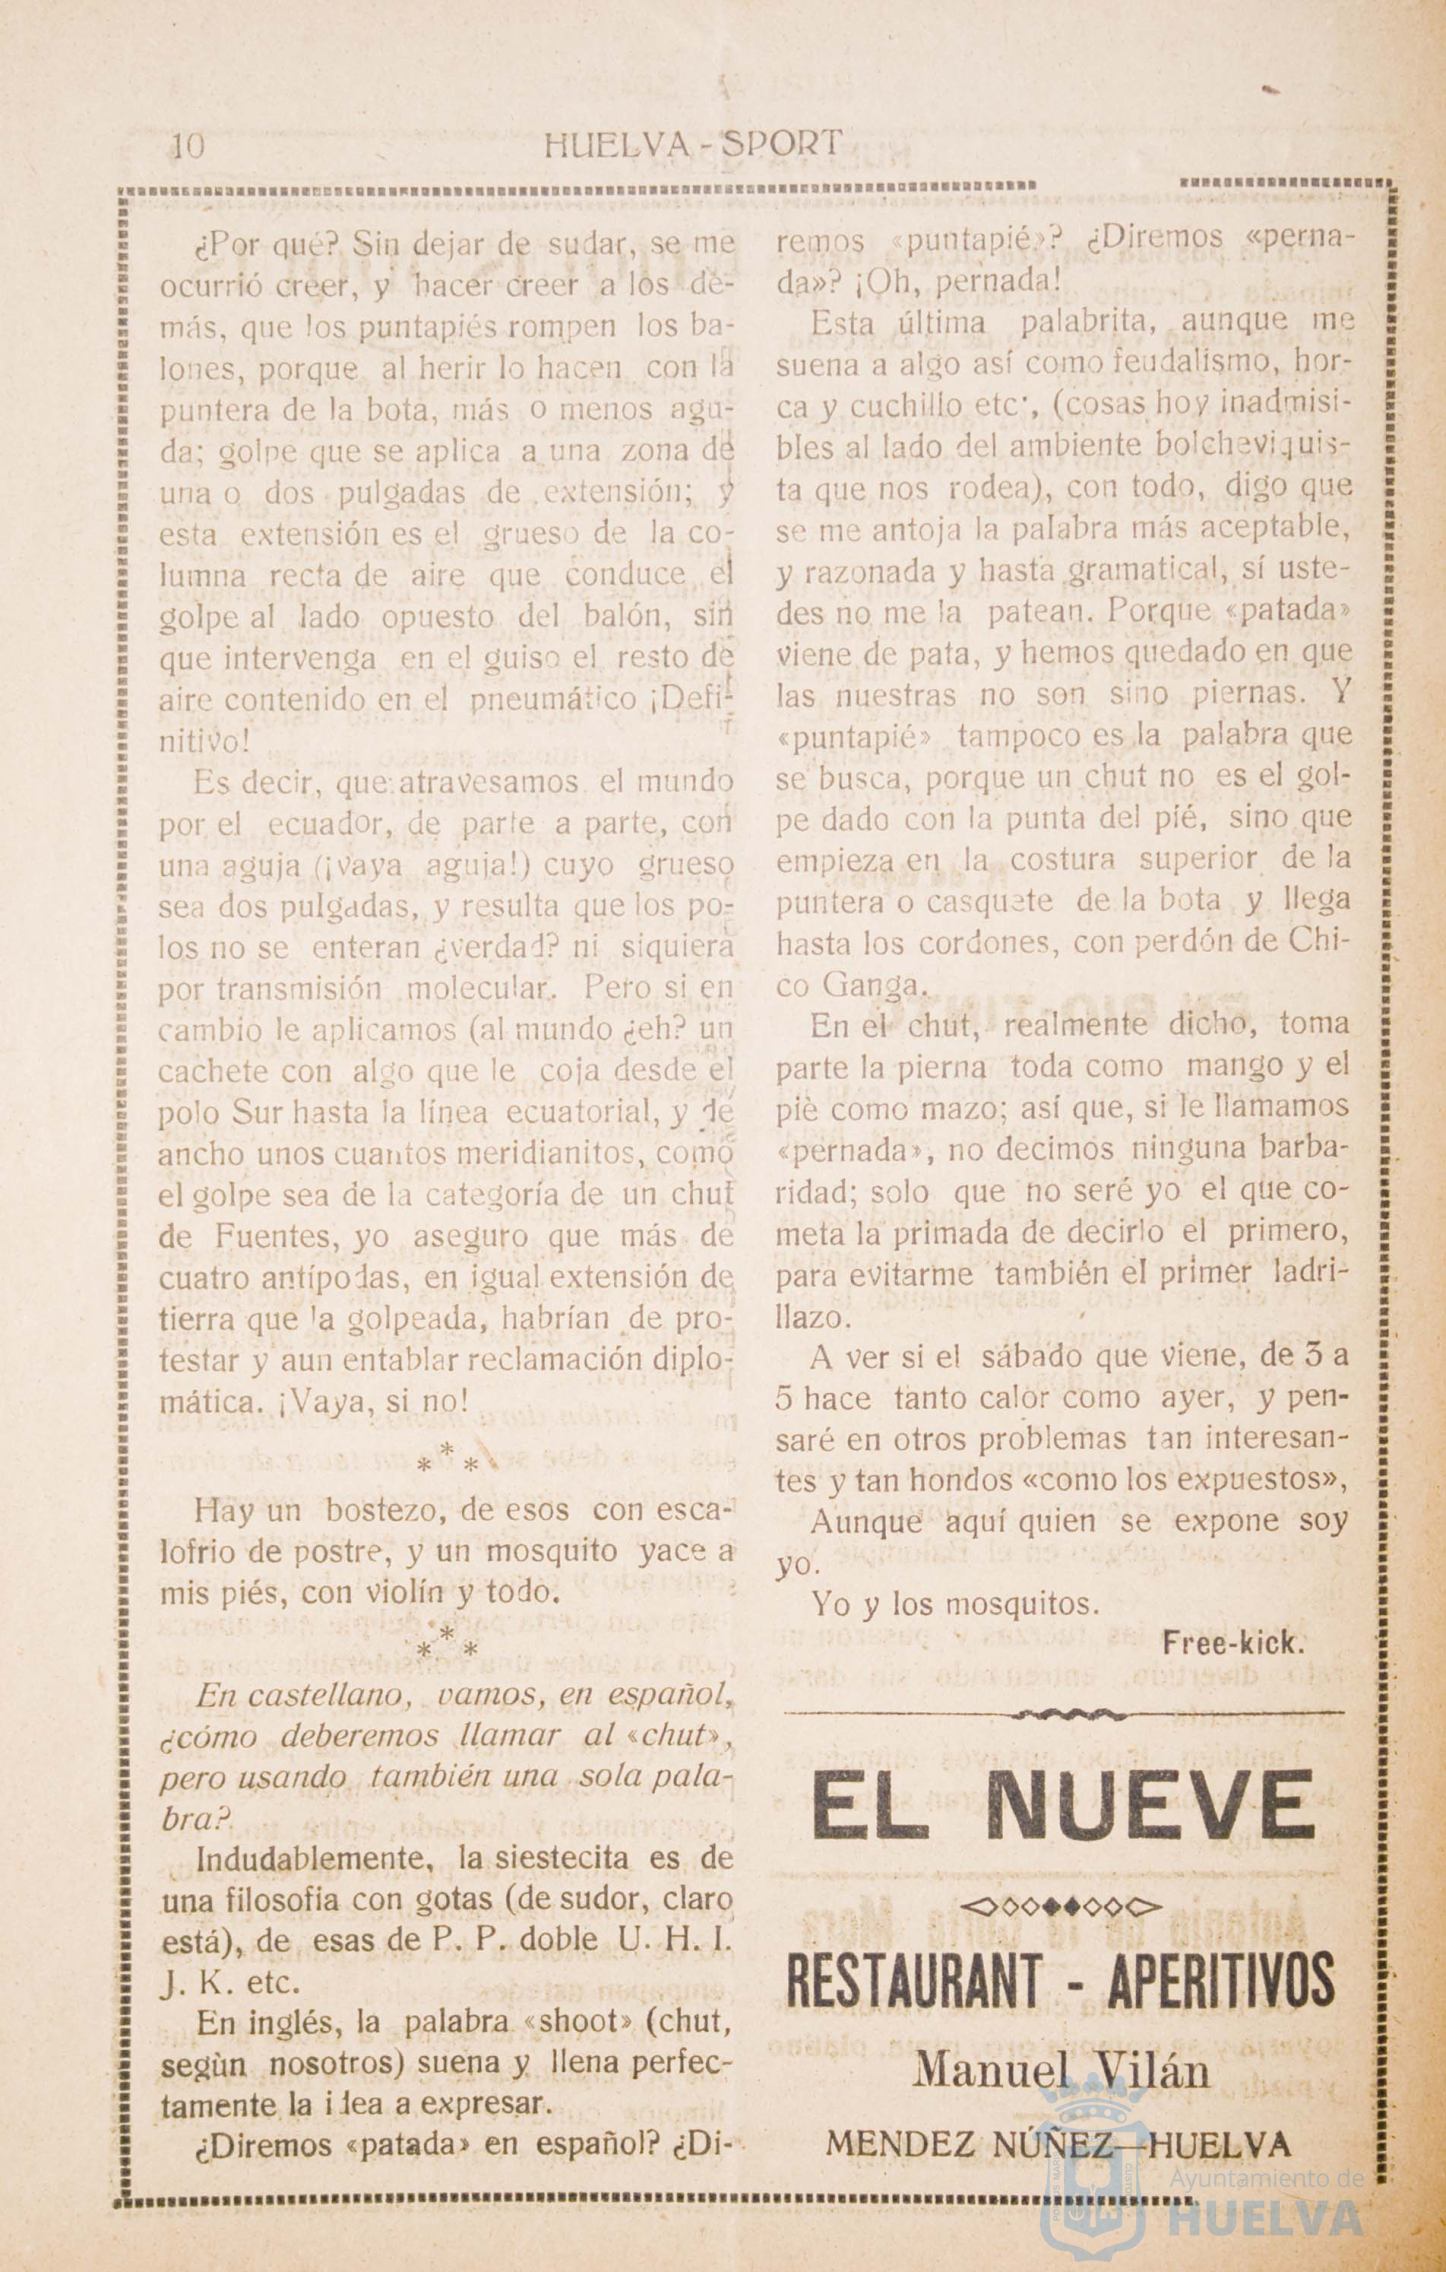 10
HUELVA - SPORT
¿Por qué? Sin dejar de sudar, se me
ocurrió creer, y hacer creer a los de-
más, que los puntapiés rompen los ba-
lones, porque al herir lo hacen con la
puntera de la bota, más o menos agu-
da; golpe que se aplica a una zona de
una o dos pulgadas de extensión; y
esta extensión es el grueso de la co-
lumna recta de aire que conduce el
golpe al lado opuesto del balón, sin
que intervenga en el guiso el resto de
aire contenido en el pneumático ¡Defi-
nitivo!
Es decir, que atravesamos el mundo
por el ecuador, de parte a parte, con
una aguja (¡vaya aguja!) cuyo grueso
sea dos pulgadas, y resulta que los po-
los no se enteran ¿verdad? ni siquiera
por transmisión molecular. Pero si en
cambio le aplicamos (al mundo ¿eh? un
cachete con algo que le coja desde el
polo Sur hasta la línea ecuatorial, y de
ancho unos cuantos meridianitos, como
el golpe sea de la categoría de un chut
de Fuentes, yo aseguro que más de
cuatro antípodas, en igual extensión de
tierra que la golpeada, habrían de pro-
testar y aun entablar reclamación diplo-
mática. ¡Vaya, si no!
* * *
Hay un bostezo, de esos con esca-
lofrio de postre, y un mosquito yace a
mis piés, con violín y todo.
* * *
En castellano, vamos, en español,
¿cómo deberemos llamar al «chut»,
pero usando también una sola pala-
bra?
Indudablemente, la siestecita es de
una filosofia con gotas (de sudor, claro
está), de esas de P. P. doble U. H. I.
J. K. etc.
En inglés, la palabra «shoot» (chut,
segùn nosotros) suena y llena perfec-
tamente la idea a expresar.
¿Diremos «patada» en español? ¿Di-
remos «puntapié»? ¿Diremos «perna-
da»? ¡Oh, pernada!
Esta última palabrita, aunque me
suena a algo así como feudalismo, hor-
ca y cuchillo etc·, (cosas hoy inadmisi-
bles al lado del ambiente bolcheviquis-
ta que nos rodea), con todo, digo que
se me antoja la palabra más aceptable,
y razonada y hasta gramatical, sí uste-
des no me la patean. Porque «patada»
viene de pata, y hemos quedado en que
las nuestras no son sino piernas. Y
«puntapié» tampoco es la palabra que
se busca, porque un chut no es el gol-
pe dado con la punta del pié, sino que
empieza en la costura superior de la
puntera o casquete de la bota y llega
hasta los cordones, con perdón de Chi-
co Ganga.
En el chut, realmente dicho, toma
parte la pierna toda como mango y el
piè como mazo; así que, si le llamamos
«pernada», no decimos ninguna barba-
ridad; solo que no seré yo el que co-
meta la primada de decirlo el primero,
para evitarme también el primer ladri-
llazo.
A ver si el sábado que viene, de 3 a
5 hace tanto calor como ayer, y pen-
saré en otros problemas tan interesan-
tes y tan hondos «como los expuestos»,
Aunque aquí quien se expone soy
yo.
Yo y los mosquitos.
Free-kick.
EL NUEVE
RESTAURANT - APERITIVOS
Manuel Vilán
MENDEZ NÚÑEZ—HUELVA
Ayuntamiento de
HUELVA